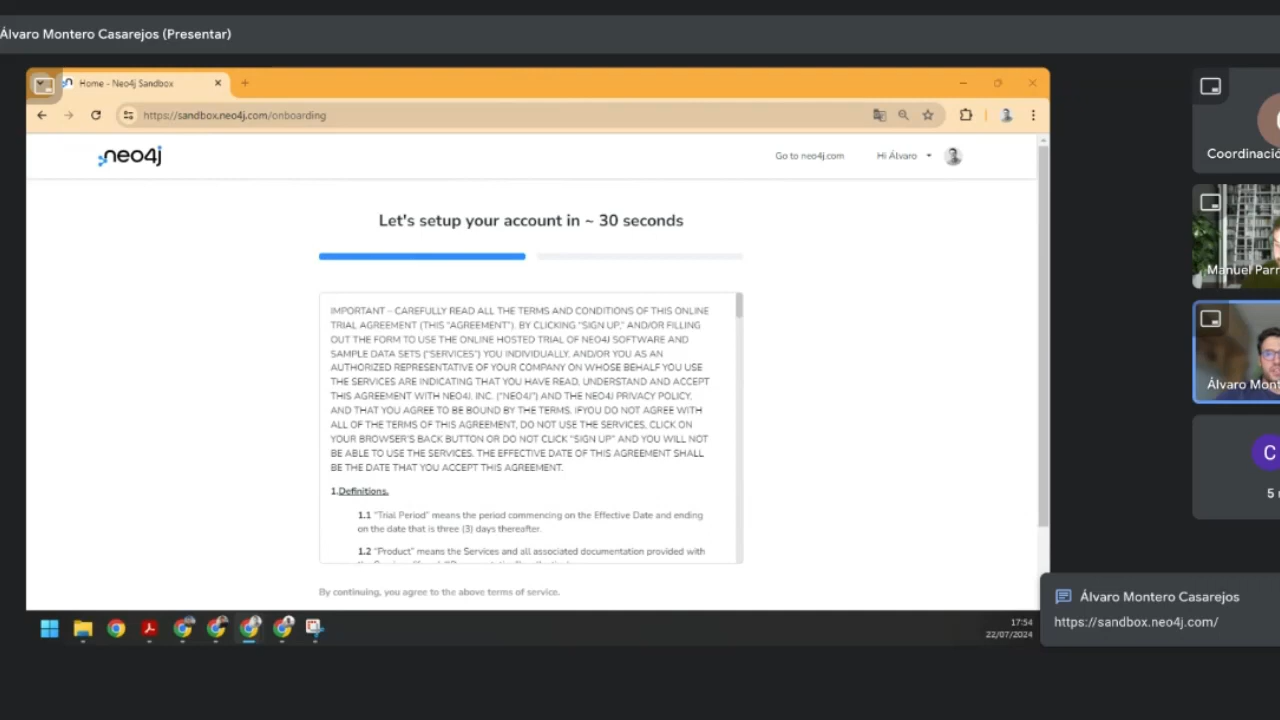 Álvaro Montero Casarejos (Presentar)
Home - Neo4j Sandbox
https://sandbox.neo4j.com/onboarding
neo4j
Go to neo4j.com
Hi Álvaro
Let's setup your account in ~ 30 seconds
IMPORTANT – CAREFULLY READ ALL THE TERMS AND CONDITIONS OF THIS ONLINE
TRIAL AGREEMENT (THIS "AGREEMENT"). BY CLICKING "SIGN UP," AND/OR FILLING
OUT THE FORM TO USE THE ONLINE HOSTED TRIAL OF NEO4J SOFTWARE AND
SAMPLE DATA SETS ("SERVICES") YOU INDIVIDUALLY, AND/OR YOU AS AN
AUTHORIZED REPRESENTATIVE OF YOUR COMPANY ON WHOSE BEHALF YOU USE
THE SERVICES ARE INDICATING THAT YOU HAVE READ, UNDERSTAND AND ACCEPT
THIS AGREEMENT WITH NEO4J, INC. ("NEO4J") AND THE NEO4J PRIVACY POLICY,
AND THAT YOU AGREE TO BE BOUND BY THE TERMS. IFYOU DO NOT AGREE WITH
ALL OF THE TERMS OF THIS AGREEMENT, DO NOT USE THE SERVICES, CLICK ON
YOUR BROWSER'S BACK BUTTON OR DO NOT CLICK "SIGN UP" AND YOU WILL NOT
BE ABLE TO USE THE SERVICES. THE EFFECTIVE DATE OF THIS AGREEMENT SHALL
BE THE DATE THAT YOU ACCEPT THIS AGREEMENT.
1.Definitions.
1.1 "Trial Period" means the period commencing on the Effective Date and ending
on the date that is three (3) days thereafter.
1.2 "Product" means the Services and all associated documentation provided with
By continuing, you agree to the above terms of service.
17:54
22/07/2024
Coordinació
Manuel Parr
Álvaro Mont
C
5
Álvaro Montero Casarejos
https://sandbox.neo4j.com/